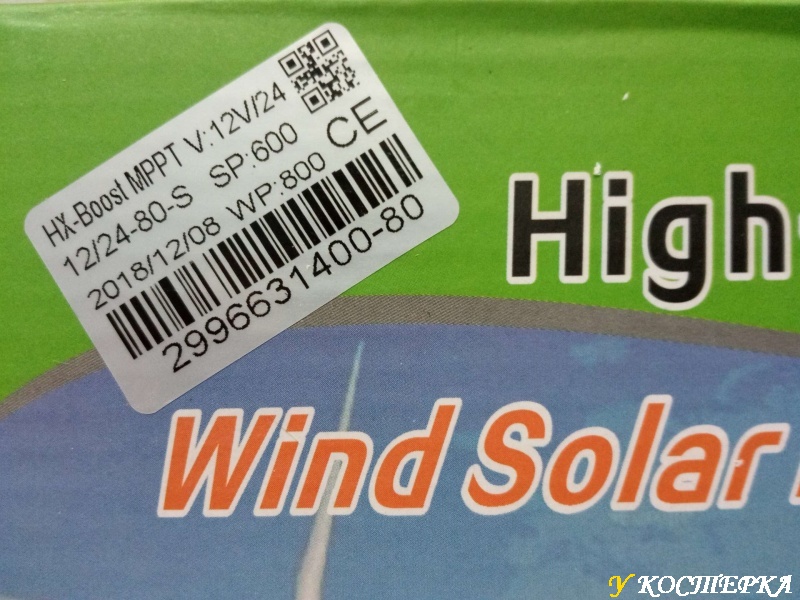 HX-Boost MPPT V:12V/24
12/24-80-S SP:600
2018/12/08 WP:800 CE
2996631400-80
High
Wind Solar
У КОСТЕРКА